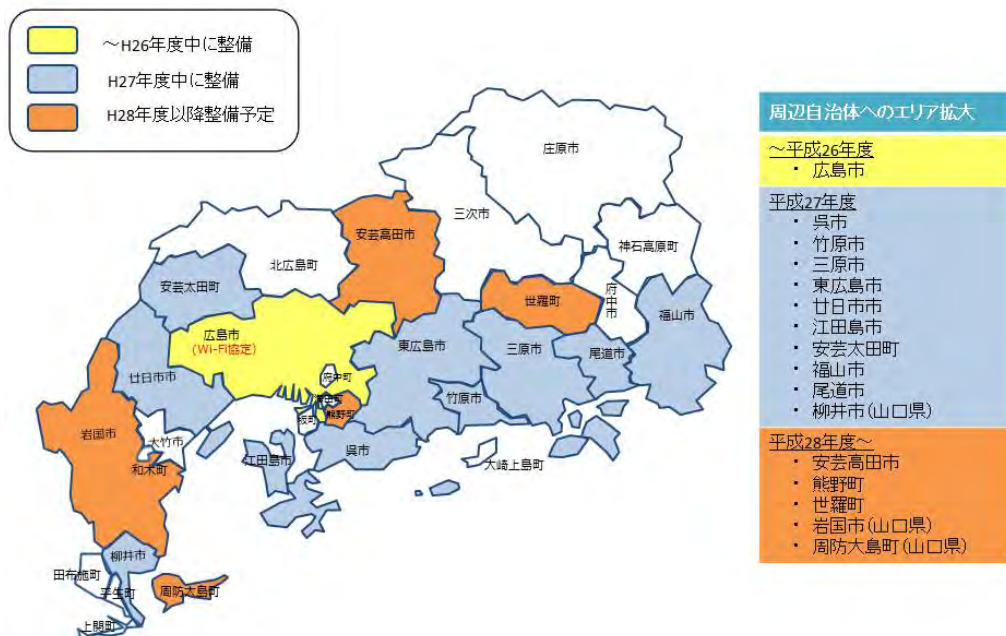 ～H26年度中に整備
H27年度中に整備
H28年度以降整備予定
庄原市
三次市
安芸高田市
神石高原町
北広島町
安芸太田町
府中市
世羅町
福山市
広島市
(Wi-Fi協定)
東広島市
三原市
尾道市
廿日市市
府中町
竹原市
海田町
熊野町
坂町
岩国市
大竹市
呉市
江田島市
大崎上島町
和木町
柳井市
田布施町
平生町
周防大島町
上関町
周辺自治体へのエリア拡大
～平成26年度
・ 広島市
平成27年度
・ 呉市
・ 竹原市
・ 三原市
・ 東広島市
・ 廿日市市
・ 江田島市
・ 安芸太田町
・ 福山市
・ 尾道市
・ 柳井市(山口県)
平成28年度～
・ 安芸高田市
・ 熊野町
・ 世羅町
・ 岩国市(山口県)
・ 周防大島町(山口県)